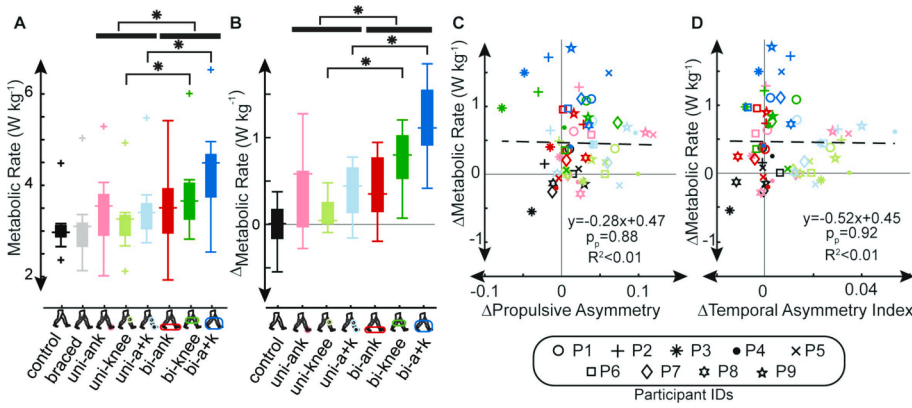 A
Metabolic Rate (W kg⁻¹)
6
4
2
*
*
*
control
braced
uni-ank
uni-knee
uni-a+k
bi-ank
bi-knee
bi-a+k
B
ΔMetabolic Rate (W kg⁻¹)
1
0
*
*
*
control
uni-ank
uni-knee
uni-a+k
bi-ank
bi-knee
bi-a+k
C
ΔMetabolic Rate (W kg⁻¹)
1
0
-1
y=-0.28x+0.47
pp=0.88
R²<0.01
-0.1 0 0.1
ΔPropulsive Asymmetry
D
ΔMetabolic Rate (W kg⁻¹)
1
0
-1
y=-0.52x+0.45
pp=0.92
R²<0.01
0 0.04
ΔTemporal Asymmetry Index
P1 P2 P3 P4 P5
P6 P7 P8 P9
Participant IDs